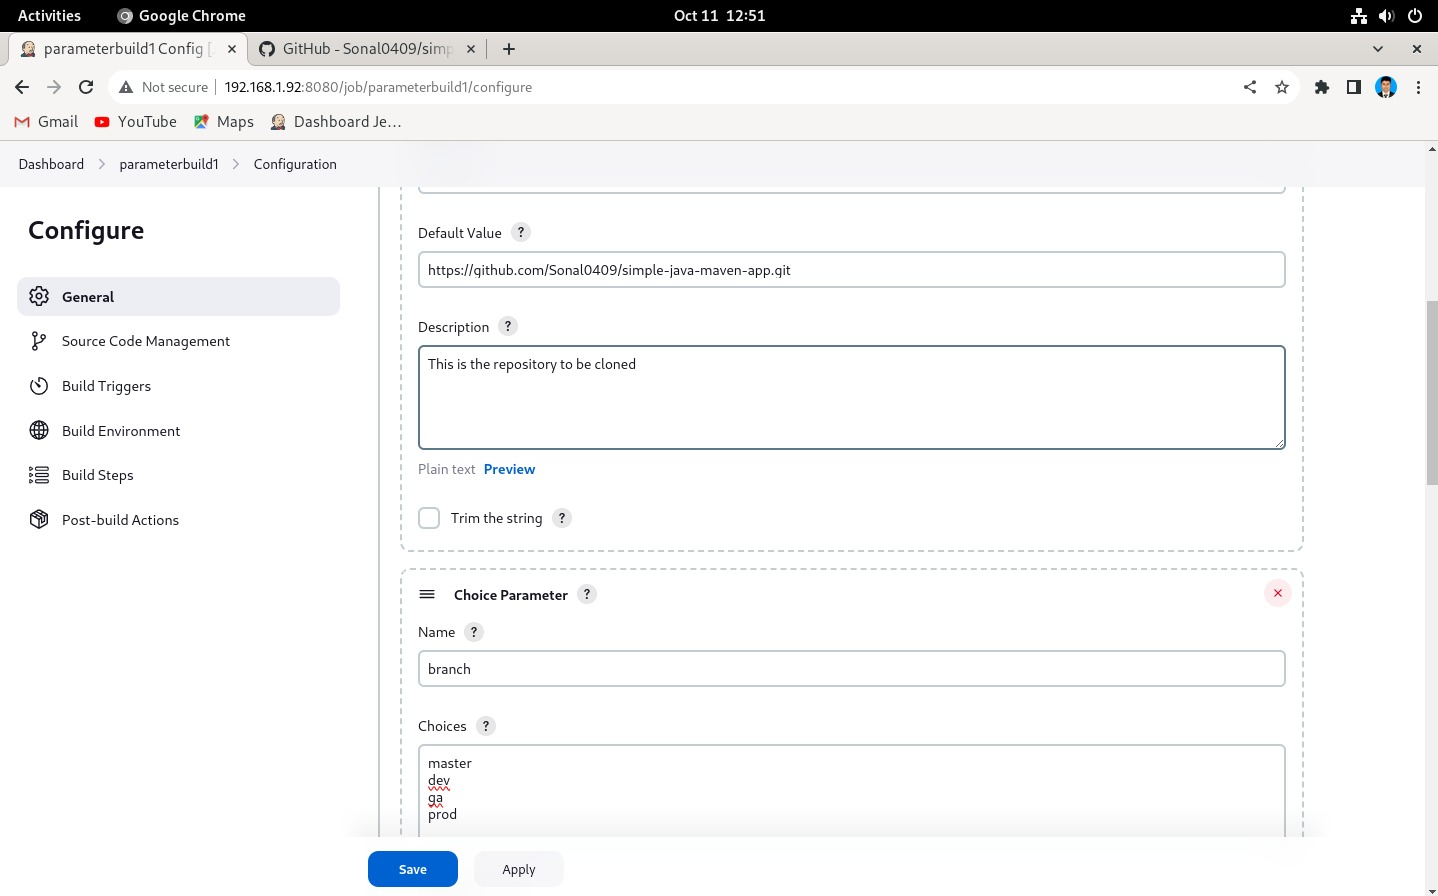 Activities
Google Chrome
Oct 11 12:51
parameterbuild1 Config [
GitHub - Sonal0409/simp
Not secure
192.168.1.92:8080/job/parameterbuild1/configure
Gmail
YouTube
Maps
Dashboard Je...
Dashboard
parameterbuild1
Configuration
Configure
General
Source Code Management
Build Triggers
Build Environment
Build Steps
Post-build Actions
Default Value ?
https://github.com/Sonal0409/simple-java-maven-app.git
Description ?
This is the repository to be cloned
Plain text Preview
Trim the string ?
Choice Parameter ?
Name ?
branch
Choices ?
master
dev
qa
prod
Save
Apply